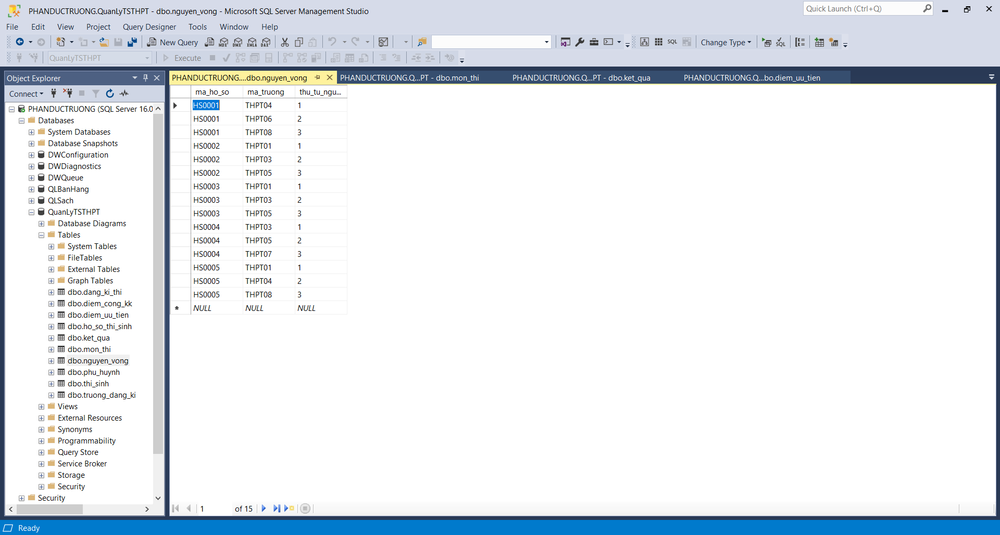 PHANDUCTRUONG.QuanLyTSTHPT - dbo.nguyen_vong - Microsoft SQL Server Management Studio
Quick Launch (Ctrl+Q)
File Edit View Project Query Designer Tools Window Help
New Query MDX DMX XMLA DAX SQL Change Type SQL
QuanLyTSTHPT Execute
Object Explorer
Connect
PHANDUCTRUONG (SQL Server 16.0
Databases
System Databases
Database Snapshots
DWConfiguration
DWDiagnostics
DWQueue
QLBanHang
QLSach
QuanLyTSTHPT
Database Diagrams
Tables
System Tables
FileTables
External Tables
Graph Tables
dbo.dang_ki_thi
dbo.diem_cong_kk
dbo.diem_uu_tien
dbo.ho_so_thi_sinh
dbo.ket_qua
dbo.mon_thi
dbo.nguyen_vong
dbo.phu_huynh
dbo.thi_sinh
dbo.truong_dang_ki
Views
External Resources
Synonyms
Programmability
Query Store
Service Broker
Storage
Security
Security
PHANDUCTRUONG....dbo.nguyen_vong PHANDUCTRUONG.Q...PT - dbo.mon_thi PHANDUCTRUONG.Q...PT - dbo.ket_qua PHANDUCTRUONG.Q...bo.diem_uu_tien
ma_ho_so ma_truong thu_tu_ngu...
HS0001 THPT04 1
HS0001 THPT06 2
HS0001 THPT08 3
HS0002 THPT01 1
HS0002 THPT03 2
HS0002 THPT05 3
HS0003 THPT01 1
HS0003 THPT03 2
HS0003 THPT05 3
HS0004 THPT03 1
HS0004 THPT05 2
HS0004 THPT07 3
HS0005 THPT01 1
HS0005 THPT04 2
HS0005 THPT08 3
NULL NULL NULL
1 of 15
Ready